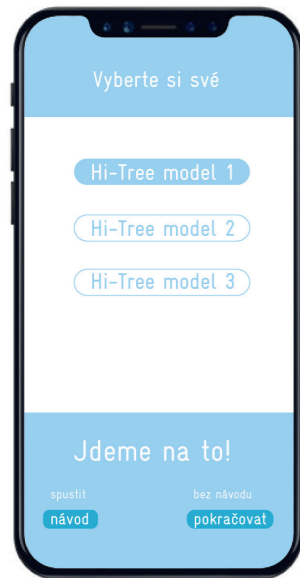 Vyberte si své
Hi-Tree model 1
Hi-Tree model 2
Hi-Tree model 3
Jdeme na to!
spustit
bez návodu
návod
pokračovat